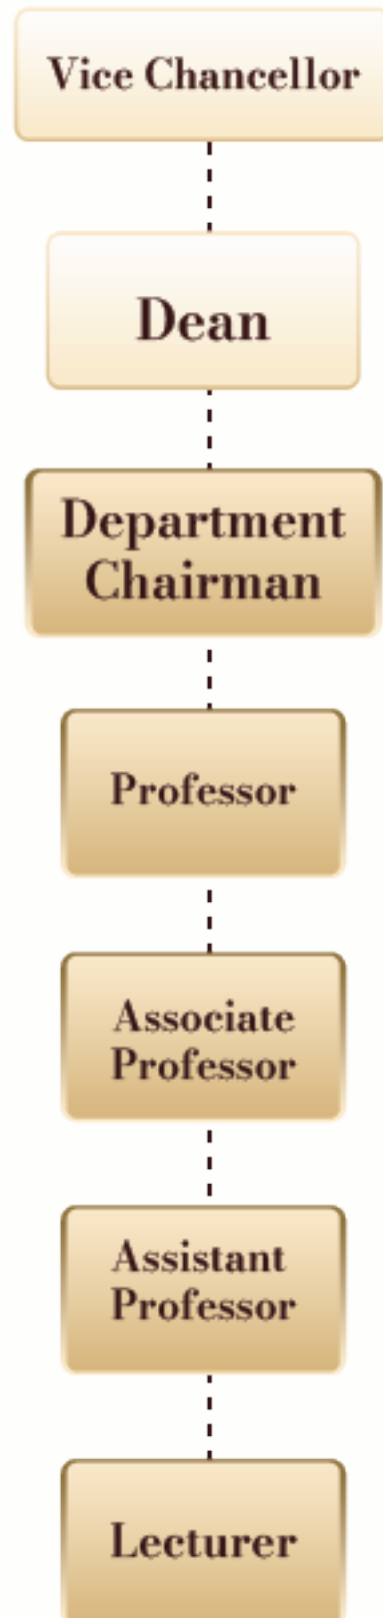 Vice Chancellor
Dean
Department
Chairman
Professor
Associate
Professor
Assistant
Professor
Lecturer